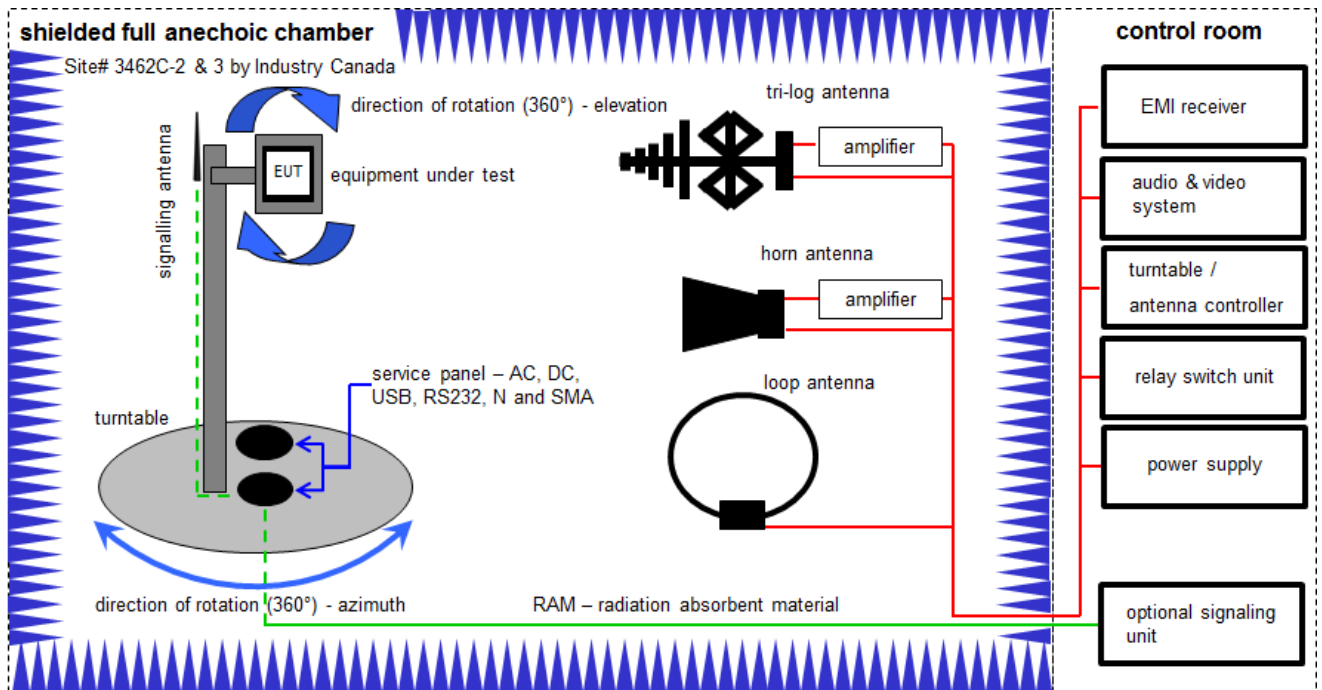 shielded full anechoic chamber
Site# 3462C-2 & 3 by Industry Canada
direction of rotation (360°) - elevation
signalling antenna
EUT
equipment under test
tri-log antenna
amplifier
horn antenna
amplifier
service panel – AC, DC,
USB, RS232, N and SMA
loop antenna
turntable
direction of rotation (360°) - azimuth
RAM – radiation absorbent material
control room
EMI receiver
audio & video
system
turntable /
antenna controller
relay switch unit
power supply
optional signaling
unit